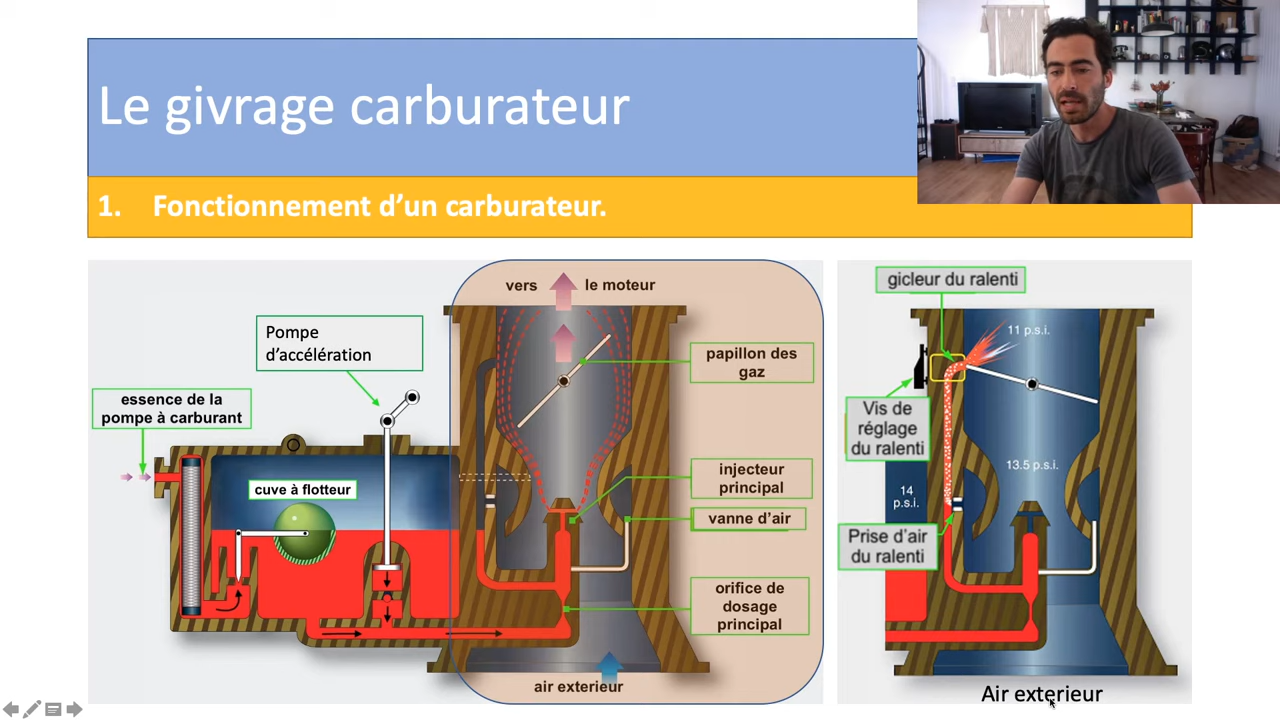 Le givrage carburateur
1. Fonctionnement d’un carburateur.
vers le moteur
Pompe
d’accélération
papillon des
gaz
essence de la
pompe à carburant
cuve à flotteur
injecteur
principal
vanne d’air
orifice de
dosage
principal
air exterieur
gicleur du ralenti
11 p.s.i.
Vis de
réglage
du ralenti
13.5 p.s.i.
14
p.s.i.
Prise d’air
du ralenti
Air exterieur